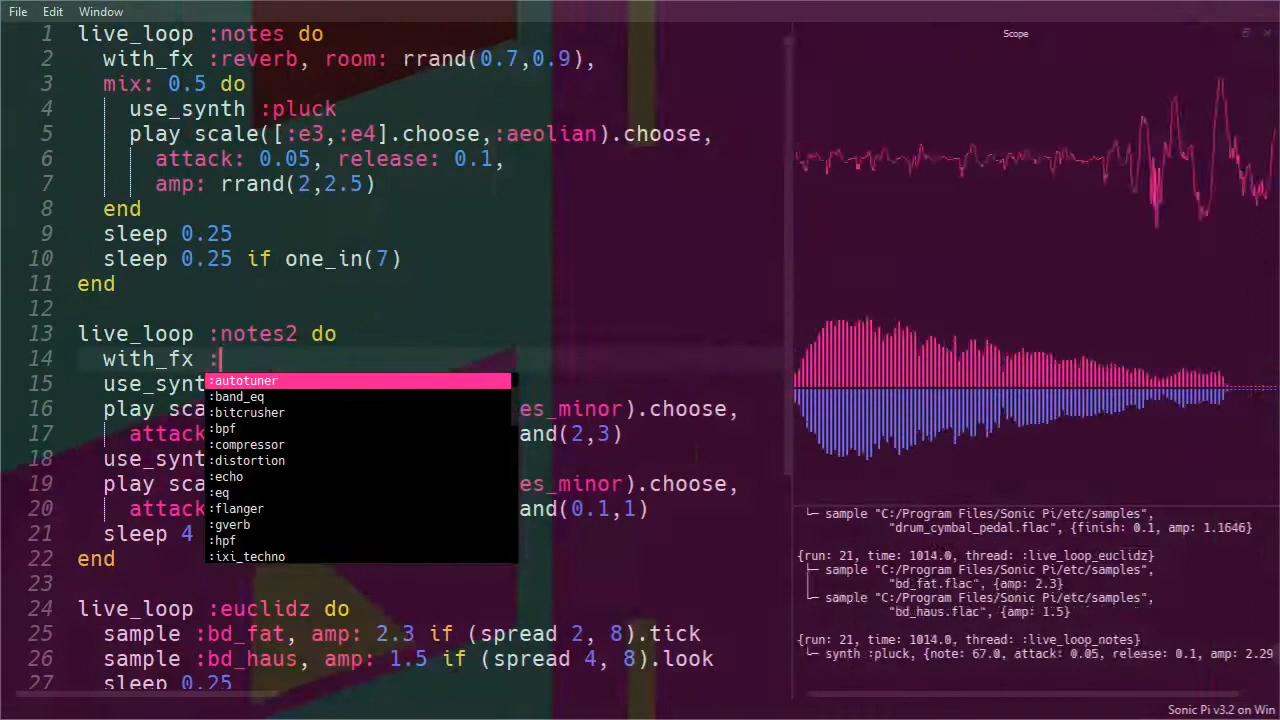 File Edit Window
1 live_loop :notes do
2 with_fx :reverb, room: rrand(0.7,0.9),
3 mix: 0.5 do
4 use_synth :pluck
5 play scale([:e3,:e4].choose,:aeolian).choose,
6 attack: 0.05, release: 0.1,
7 amp: rrand(2,2.5)
8 end
9 sleep 0.25
10 sleep 0.25 if one_in(7)
11 end
12
13 live_loop :notes2 do
14 with_fx :
15 use_synt
16 play sca es_minor).choose,
17 attack and(2,3)
18 use_synt
19 play sca es_minor).choose,
20 attack and(0.1,1)
21 sleep 4
22 end
23
24 live_loop :euclidz do
25 sample :bd_fat, amp: 2.3 if (spread 2, 8).tick
26 sample :bd_haus, amp: 1.5 if (spread 4, 8).look
27 sleep 0.25
:autotuner
:band_eq
:bitcrusher
:bpf
:compressor
:distortion
:echo
:eq
:flanger
:gverb
:hpf
:ixi_techno
Scope
sample "C:/Program Files/Sonic Pi/etc/samples",
"drum_cymbal_pedal.flac", {finish: 0.1, amp: 1.1646}
{run: 21, time: 1014.0, thread: :live_loop_euclidz}
sample "C:/Program Files/Sonic Pi/etc/samples",
"bd_fat.flac", {amp: 2.3}
sample "C:/Program Files/Sonic Pi/etc/samples",
"bd_haus.flac", {amp: 1.5}
{run: 21, time: 1014.0, thread: :live_loop_notes}
synth :pluck, {note: 67.0, attack: 0.05, release: 0.1, amp: 2.29
Sonic Pi v3.2 on Win